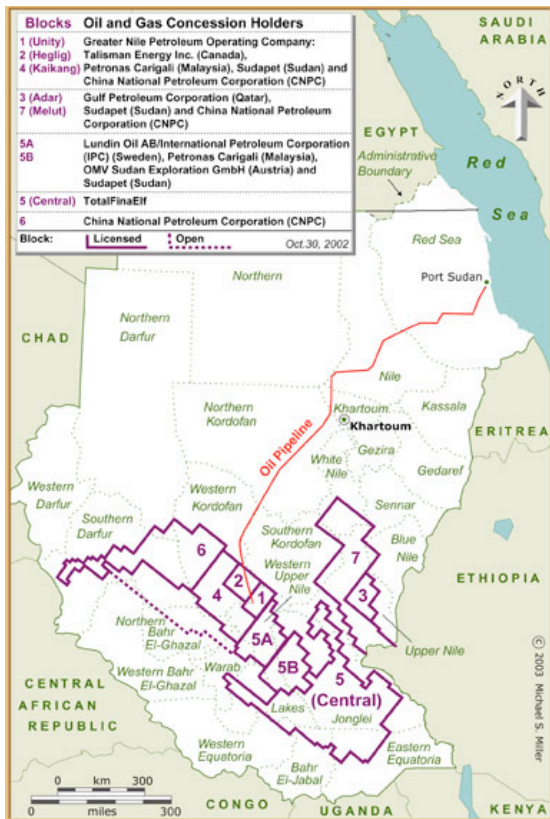 Blocks Oil and Gas Concession Holders
1 (Unity) Greater Nile Petroleum Operating Company:
2 (Heglig) Talisman Energy Inc. (Canada),
4 (Kaikang) Petronas Carigali (Malaysia), Sudapet (Sudan) and
China National Petroleum Corporation (CNPC)
3 (Adar) Gulf Petroleum Corporation (Qatar),
7 (Melut) Sudapet (Sudan) and China National Petroleum
Corporation (CNPC)
5A Lundin Oil AB/International Petroleum Corporation
5B (IPC) (Sweden), Petronas Carigali (Malaysia),
OMV Sudan Exploration GmbH (Austria) and
Sudapet (Sudan)
5 (Central) TotalFinaElf
6 China National Petroleum Corporation (CNPC)
Block: Licensed Open Oct.30, 2002
SAUDI
ARABIA
NORTH
EGYPT
Administrative
Boundary
Red
Sea
Red Sea
Port Sudan
Northern
Northern
Darfur
CHAD
Nile
Northern
Kordofan
Khartoum
Khartoum
Kassala
ERITREA
Oil Pipeline
White
Nile
Gezira
Gedaref
Western
Darfur
Western
Kordofan
Southern
Darfur
Sennar
Southern
Kordofan
Blue
Nile
6
7
Western
Upper
Nile
2
4
1
3
ETHIOPIA
Northern
Bahr
El-Ghazal
5A
Upper Nile
5B
Western Bahr
El-Ghazal
Warab
5
(Central)
Lakes
Jonglei
CENTRAL
AFRICAN
REPUBLIC
Western
Equatoria
Eastern
Equatoria
Bahr
El-Jabal
0 km 300
0 miles 300
CONGO
UGANDA
KENYA
© 2003 Michael S. Miller